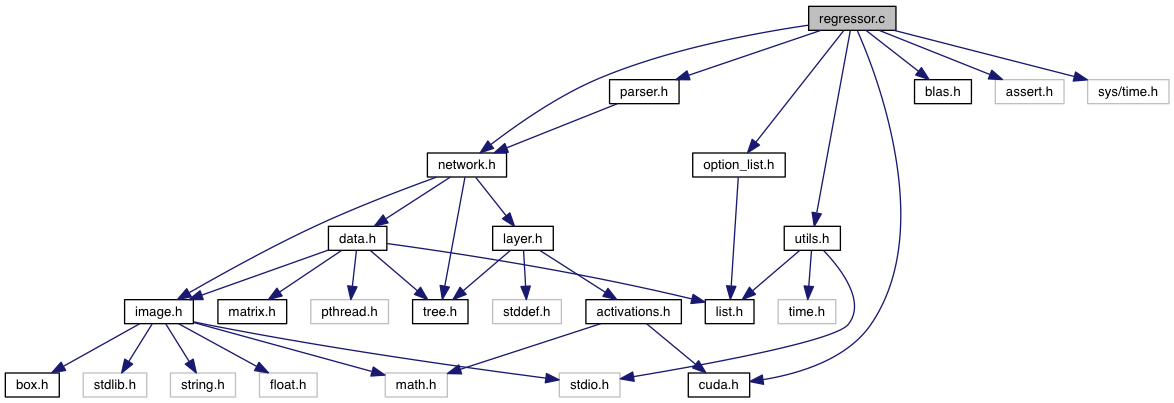 regressor.c
parser.h
blas.h
assert.h
sys/time.h
network.h
option_list.h
data.h
layer.h
utils.h
image.h
matrix.h
pthread.h
tree.h
stddef.h
activations.h
list.h
time.h
box.h
stdlib.h
string.h
float.h
math.h
stdio.h
cuda.h